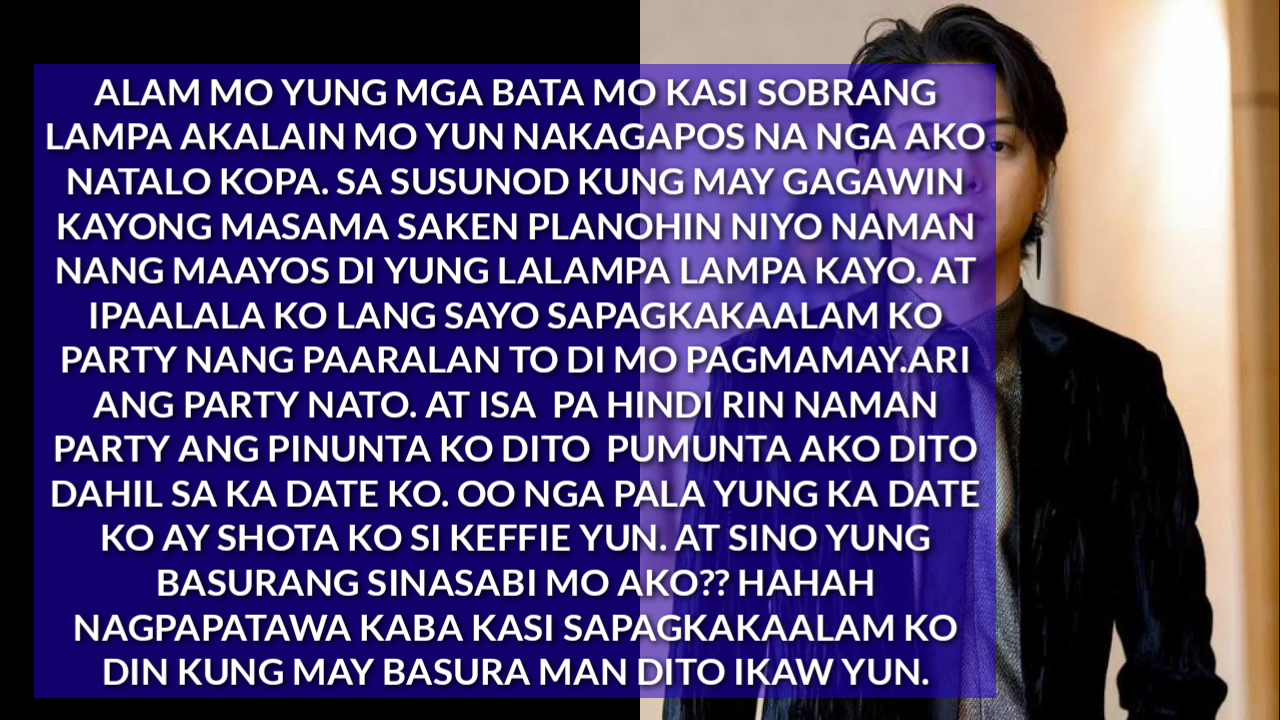 ALAM MO YUNG MGA BATA MO KASI SOBRANG
LAMPA AKALAIN MO YUN NAKAGAPOS NA NGA AKO
NATALO KOPA. SA SUSUNOD KUNG MAY GAGAWIN
KAYONG MASAMA SAKEN PLANOHIN NIYO NAMAN
NANG MAAYOS DI YUNG LALAMPA LAMPA KAYO. AT
IPAALALA KO LANG SAYO SAPAGKAKAALAM KO
PARTY NANG PAARALAN TO DI MO PAGMAMAY.ARI
ANG PARTY NATO. AT ISA PA HINDI RIN NAMAN
PARTY ANG PINUNTA KO DITO PUMUNTA AKO DITO
DAHIL SA KA DATE KO. OO NGA PALA YUNG KA DATE
KO AY SHOTA KO SI KEFFIE YUN. AT SINO YUNG
BASURANG SINASABI MO AKO?? HAHAH
NAGPAPATAWA KABA KASI SAPAGKAKAALAM KO
DIN KUNG MAY BASURA MAN DITO IKAW YUN.